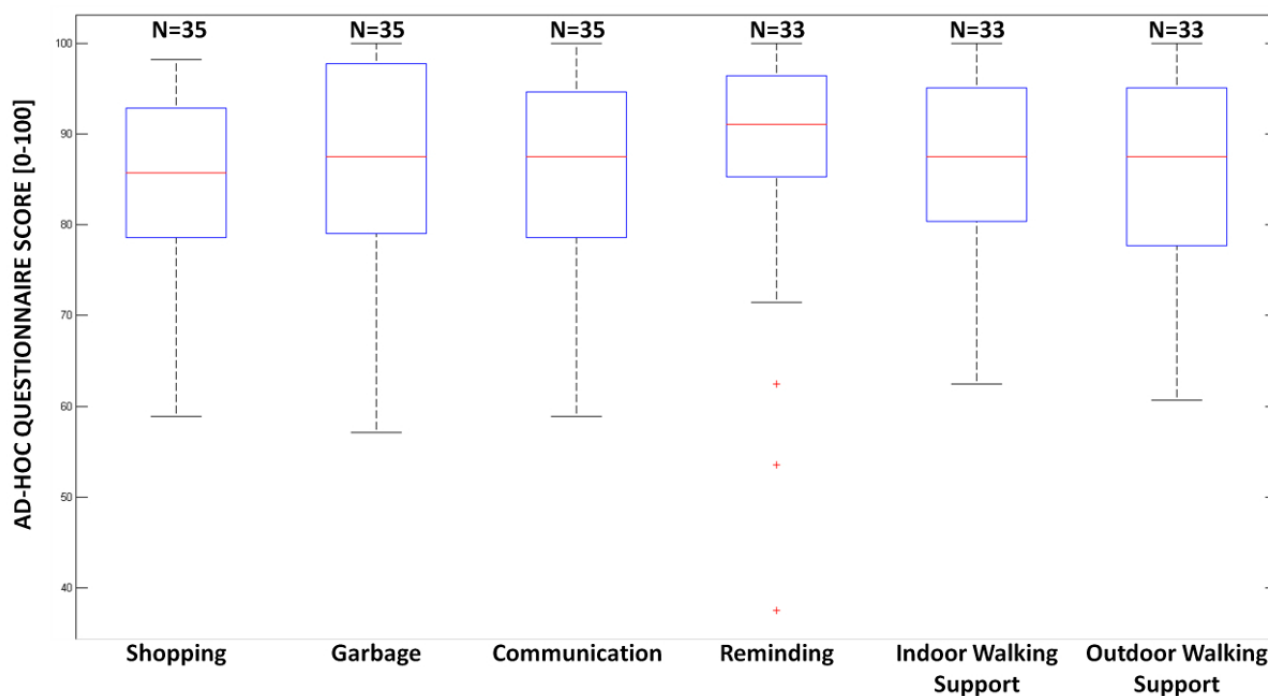 N=35 N=35 N=35 N=33 N=33 N=33
AD-HOC QUESTIONNAIRE SCORE [0-100]
100
90
80
70
60
50
40
Shopping Garbage Communication Reminding Indoor Walking Support Outdoor Walking Support